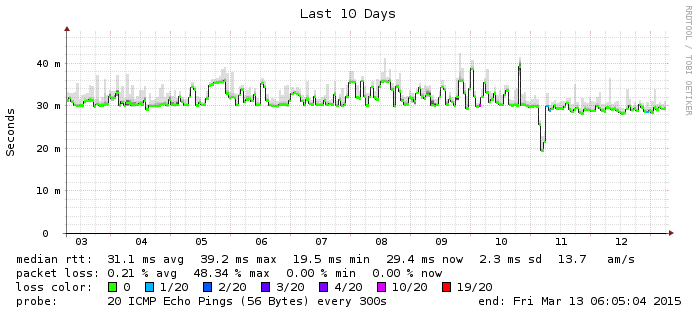 Last 10 Days
RRDTOOL / TOBI OETIKER
Seconds
40 m
30 m
20 m
10 m
0
03 04 05 06 07 08 09 10 11 12
median rtt: 31.1 ms avg 39.2 ms max 19.5 ms min 29.4 ms now 2.3 ms sd 13.7 am/s
packet loss: 0.21 % avg 48.34 % max 0.00 % min 0.00 % now
loss color: 0 1/20 2/20 3/20 4/20 10/20 19/20
probe: 20 ICMP Echo Pings (56 Bytes) every 300s end: Fri Mar 13 06:05:04 2015